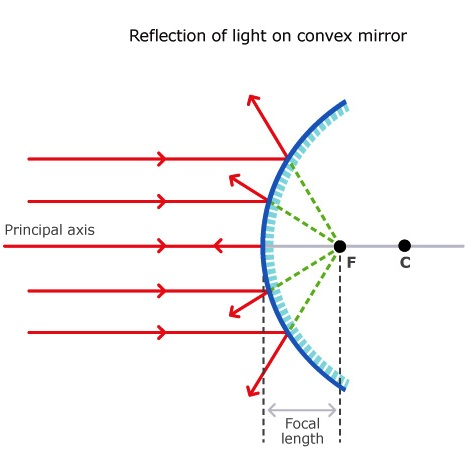 Reflection of light on convex mirror
Principal axis
F
C
Focal
length